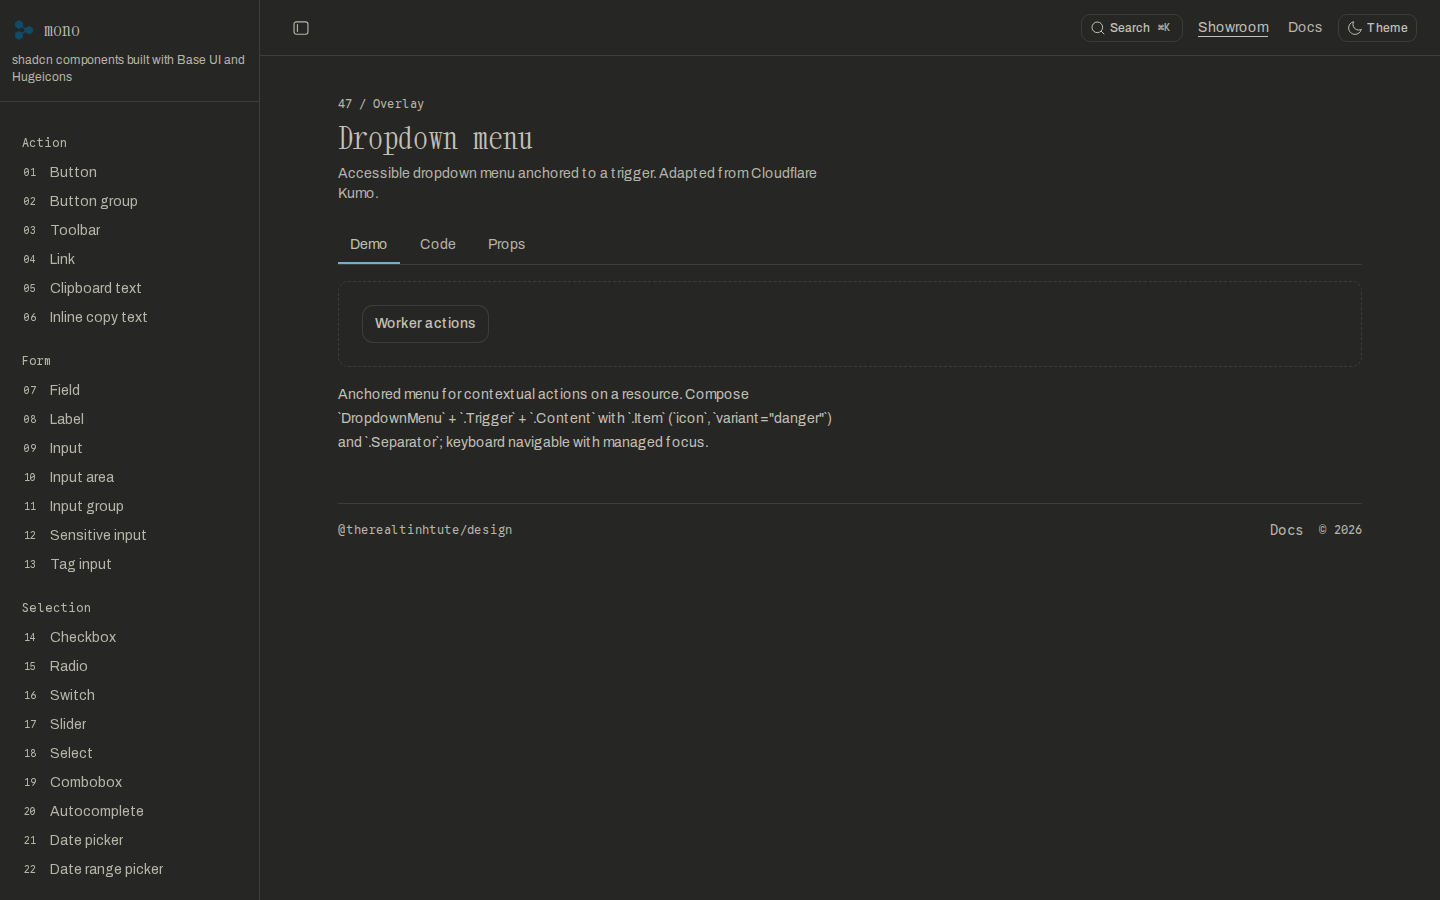 mono
shadcn components built with Base UI and
Hugeicons
Action
01 Button
02 Button group
03 Toolbar
04 Link
05 Clipboard text
06 Inline copy text
Form
07 Field
08 Label
09 Input
10 Input area
11 Input group
12 Sensitive input
13 Tag input
Selection
14 Checkbox
15 Radio
16 Switch
17 Slider
18 Select
19 Combobox
20 Autocomplete
21 Date picker
22 Date range picker
Search ⌘K Showroom Docs Theme
47 / Overlay
Dropdown menu
Accessible dropdown menu anchored to a trigger. Adapted from Cloudflare
Kumo.
Demo Code Props
Worker actions
Anchored menu for contextual actions on a resource. Compose
`DropdownMenu` + `.Trigger` + `.Content` with `.Item` (`icon`, `variant="danger"`)
and `.Separator`; keyboard navigable with managed focus.
@therealtinhtute/design Docs © 2026